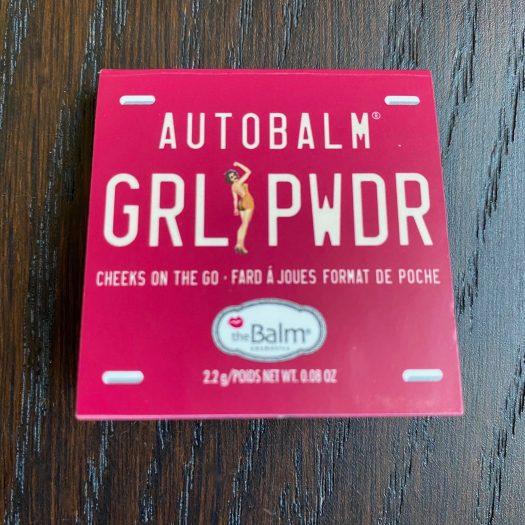 AUTOBALM®
GRL PWDR
CHEEKS ON THE GO · FARD À JOUES FORMAT DE POCHE
theBalm®
COSMETICS
2.2 g/POIDS NET WT. 0.08 OZ